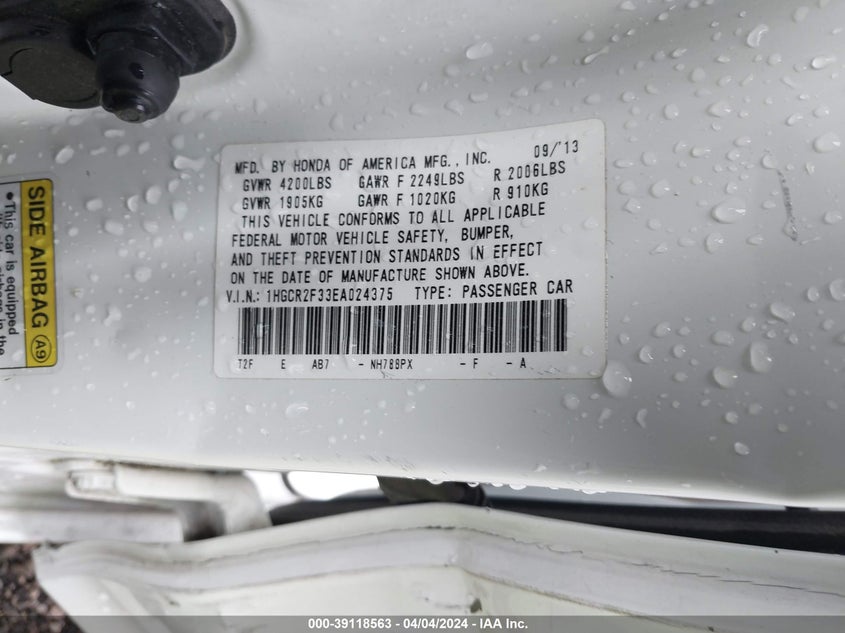 MFD. BY HONDA OF AMERICA MFG., INC. 09/'13
GVWR 4200LBS GAWR F 2249LBS R 2006LBS
GVWR 1905KG GAWR F 1020KG R 910KG
THIS VEHICLE CONFORMS TO ALL APPLICABLE
FEDERAL MOTOR VEHICLE SAFETY, BUMPER,
AND THEFT PREVENTION STANDARDS IN EFFECT
ON THE DATE OF MANUFACTURE SHOWN ABOVE.
V.I.N.: 1HGCR2F33EA024375 TYPE: PASSENGER CAR
T2F E AB7 - NH788PX - F - A
SIDE AIRBAG A9
•This car is equipped
000-39118563 - 04/04/2024 - IAA Inc.